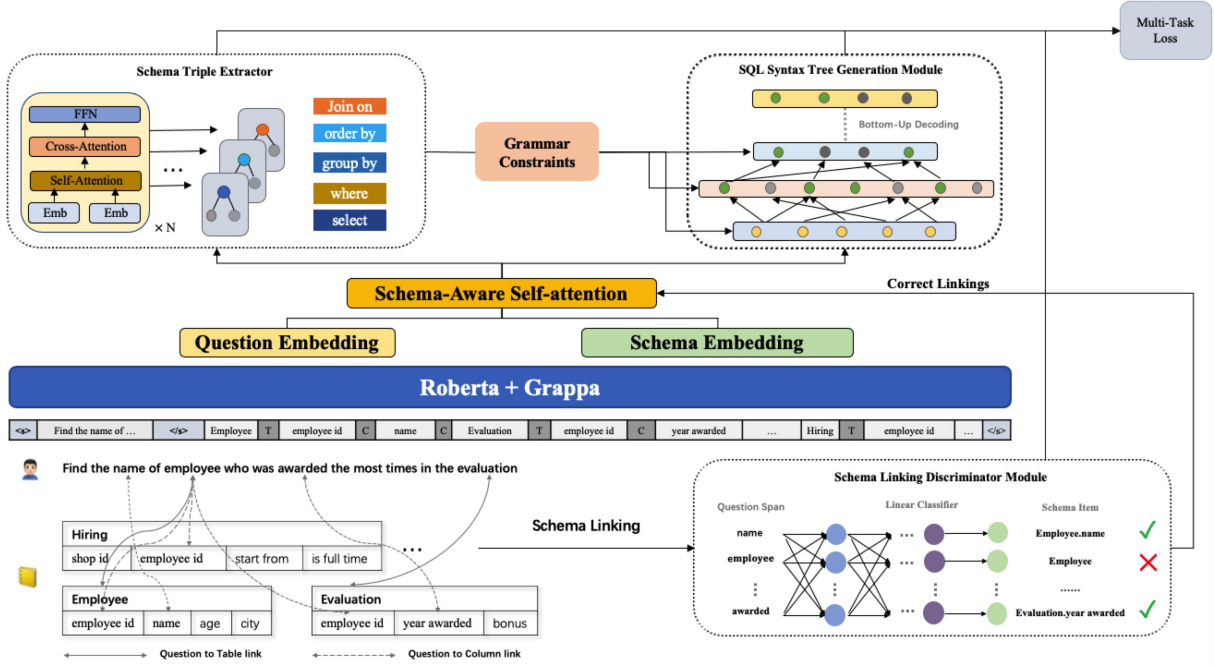 Multi-Task
Loss
Schema Triple Extractor
SQL Syntax Tree Generation Module
FFN
Cross-Attention
Self-Attention
Emb
Emb
× N
...
Join on
order by
group by
where
select
Grammar
Constraints
Bottom-Up Decoding
Schema-Aware Self-attention
Correct Linkings
Question Embedding
Schema Embedding
Roberta + Grappa
<s> Find the name of … </s> Employee T employee id C name C Evaluation T employee id C year awarded … Hiring T employee id … </s>
Find the name of employee who was awarded the most times in the evaluation
Hiring
shop id employee id start from is full time
...
Employee
employee id name age city
Evaluation
employee id year awarded bonus
Question to Table link
Question to Column link
Schema Linking
Schema Linking Discriminator Module
Question Span Linear Classifier Schema Item
name ... Employee.name
employee Employee
......
awarded ... Evaluation.year awarded